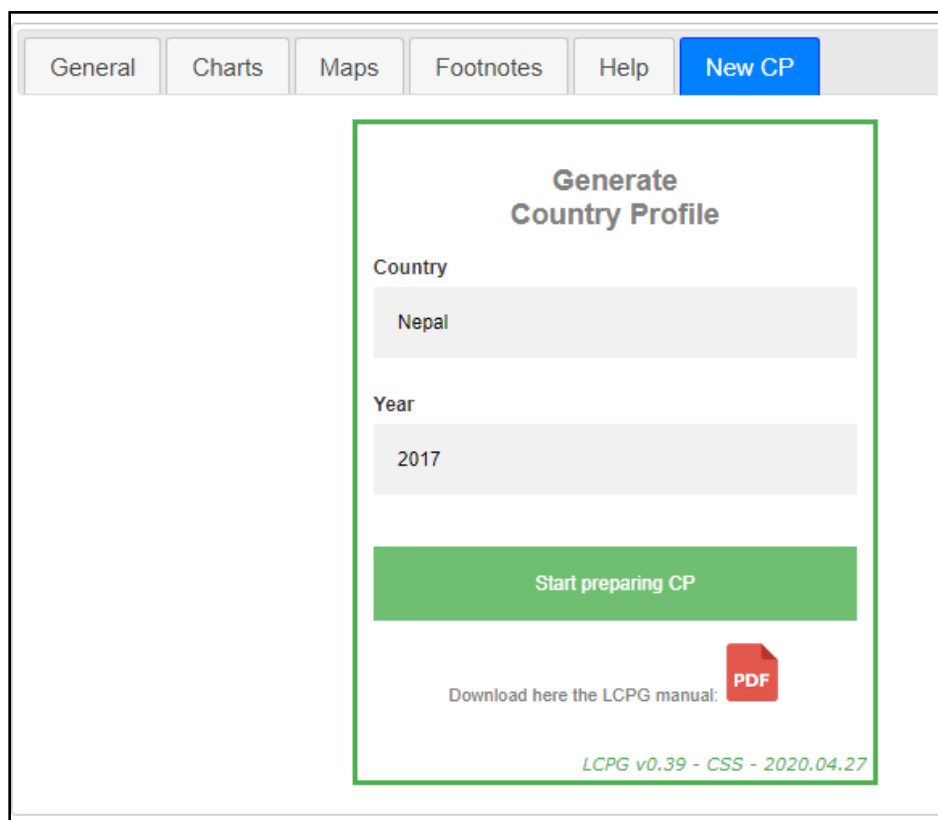 General Charts Maps Footnotes Help New CP
Generate
Country Profile
Country
Nepal
Year
2017
Start preparing CP
Download here the LCPG manual: PDF
LCPG v0.39 - CSS - 2020.04.27